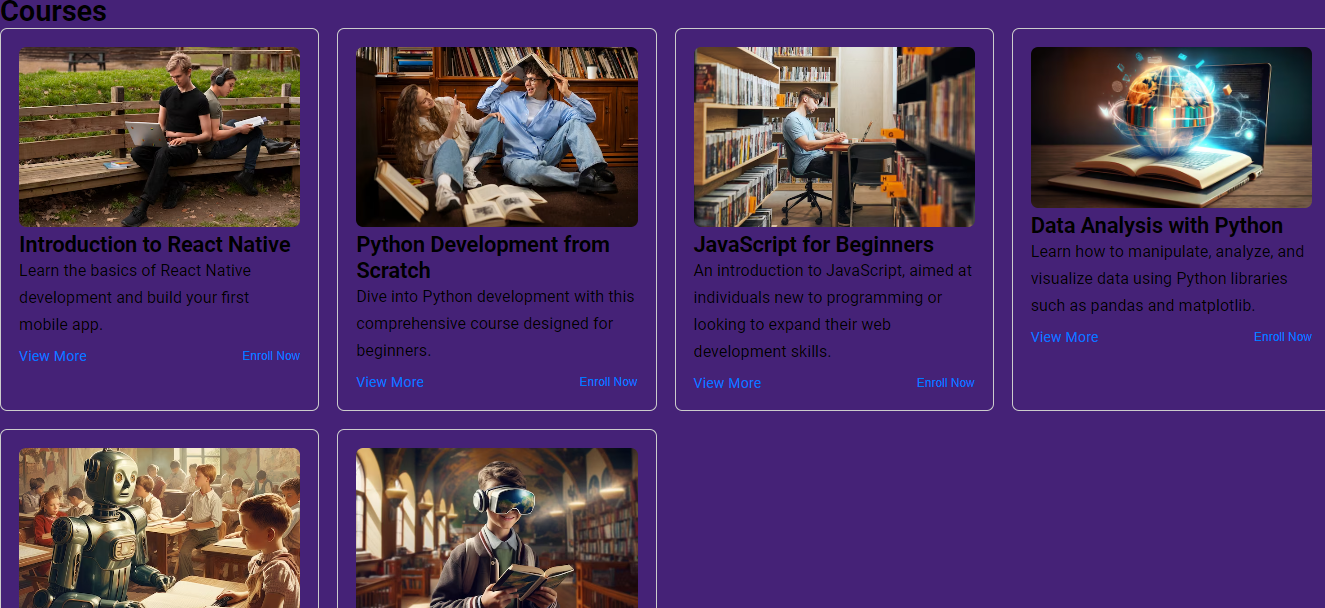 Courses
Introduction to React Native
Learn the basics of React Native
development and build your first
mobile app.
View More
Enroll Now
Python Development from
Scratch
Dive into Python development with this
comprehensive course designed for
beginners.
View More
Enroll Now
JavaScript for Beginners
An introduction to JavaScript, aimed at
individuals new to programming or
looking to expand their web
development skills.
View More
Enroll Now
Data Analysis with Python
Learn how to manipulate, analyze, and
visualize data using Python libraries
such as pandas and matplotlib.
View More
Enroll Now